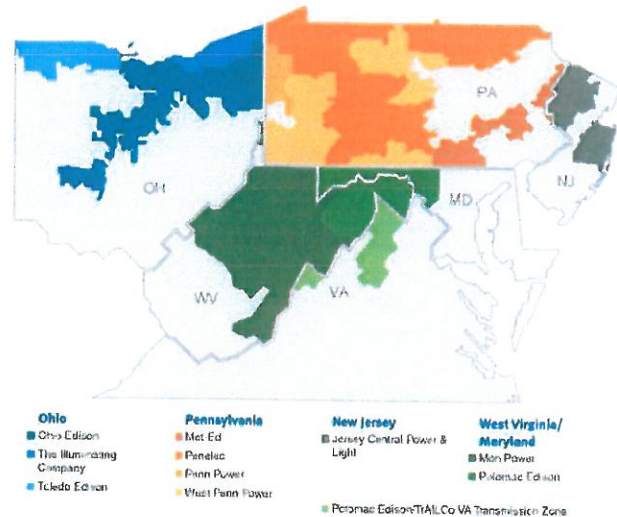 PA
OH
NJ
MD
WV
VA
Ohio
Ohio Edison
The Illuminating
Company
Toledo Edison
Pennsylvania
Met-Ed
Penelec
Penn Power
West Penn Power
New Jersey
Jersey Central Power &
Light
West Virginia/
Maryland
Mon Power
Potomac Edison
Potomac Edison-TrAILCo VA Transmission Zone